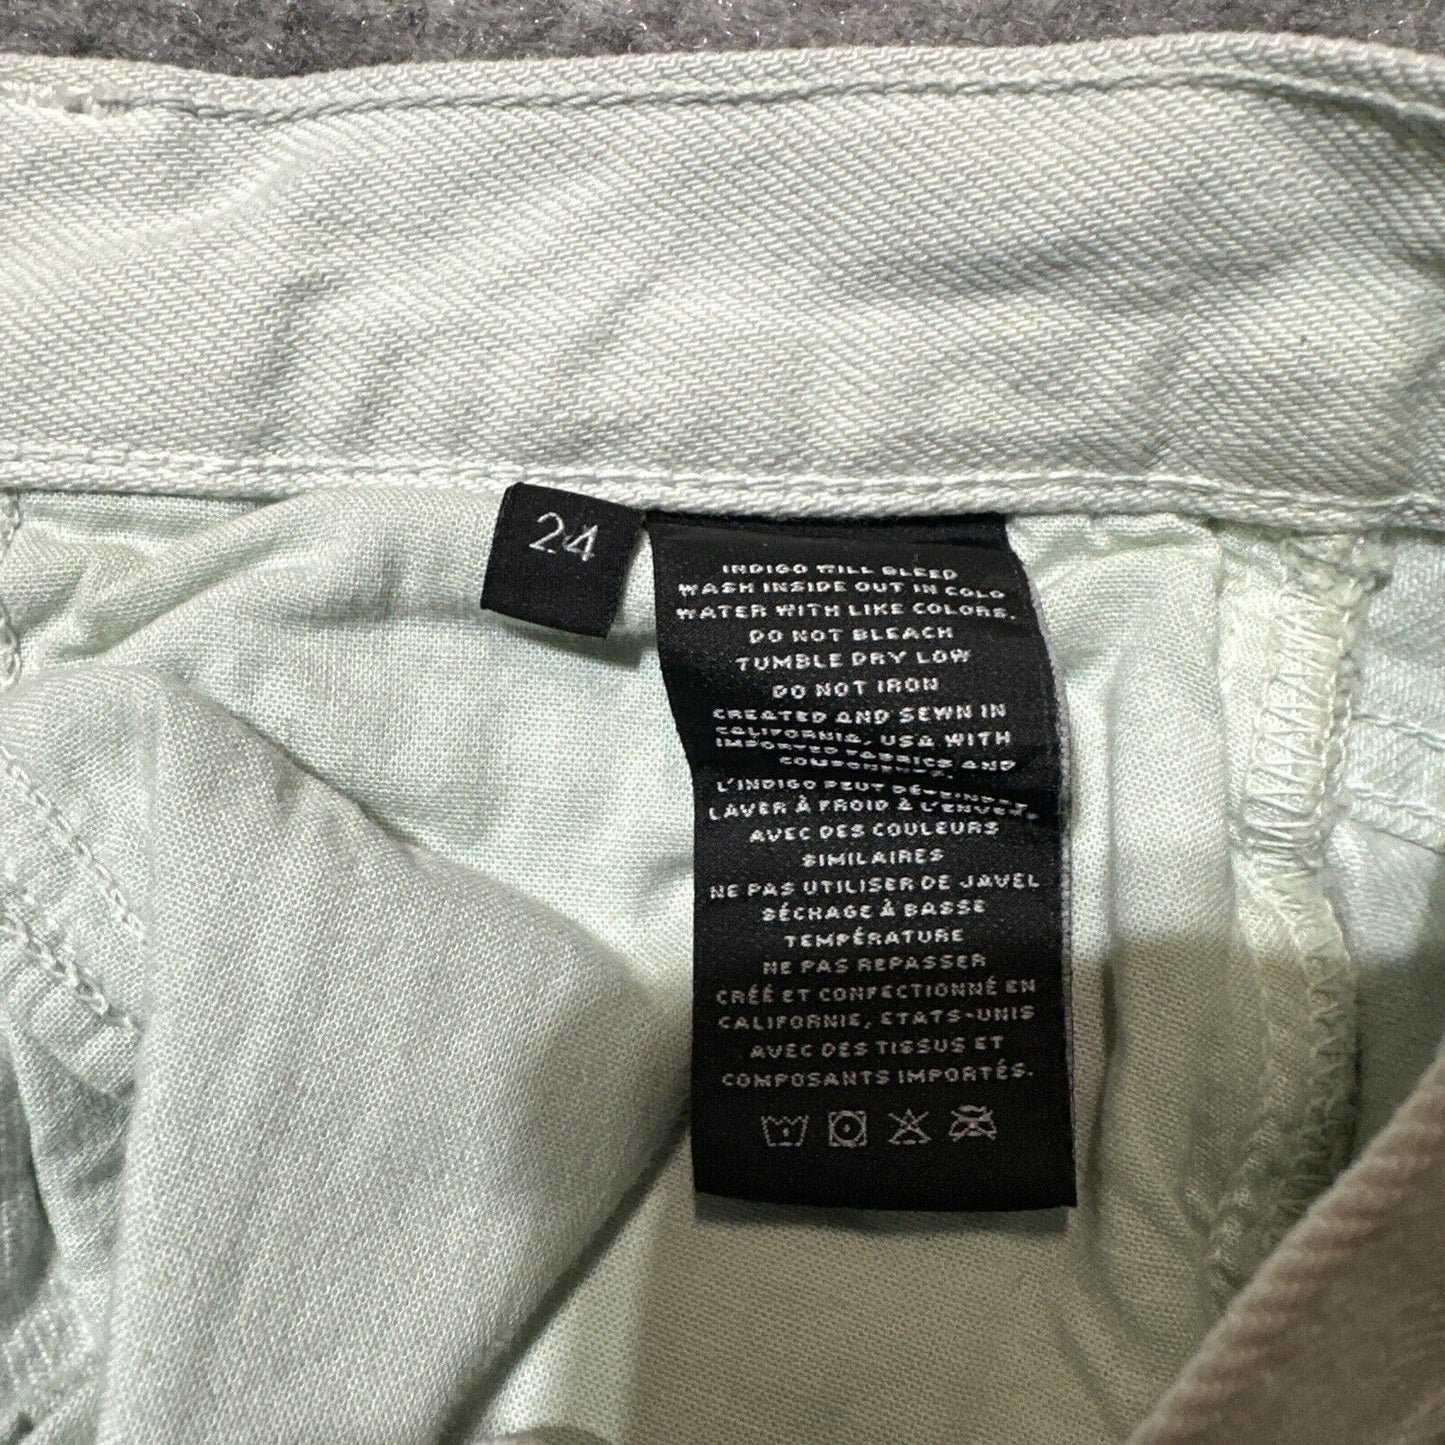 24
INDIGO WILL BLEED
WASH INSIDE OUT IN COLD
WATER WITH LIKE COLORS.
DO NOT BLEACH
TUMBLE DRY LOW
DO NOT IRON
CREATED AND SEWN IN
CALIFORNIA, USA WITH
IMPORTED FABRICS AND
COMPONENTS.
L'INDIGO PEUT
LAVER À FROID À L'ENVERS,
AVEC DES COULEURS
SIMILAIRES
NE PAS UTILISER DE JAVEL
SÉCHAGE À BASSE
TEMPÉRATURE
NE PAS REPASSER
CRÉÉ ET CONFECTIONNÉ EN
CALIFORNIE, ETATS-UNIS
AVEC DES TISSUS ET
COMPOSANTS IMPORTÉS.